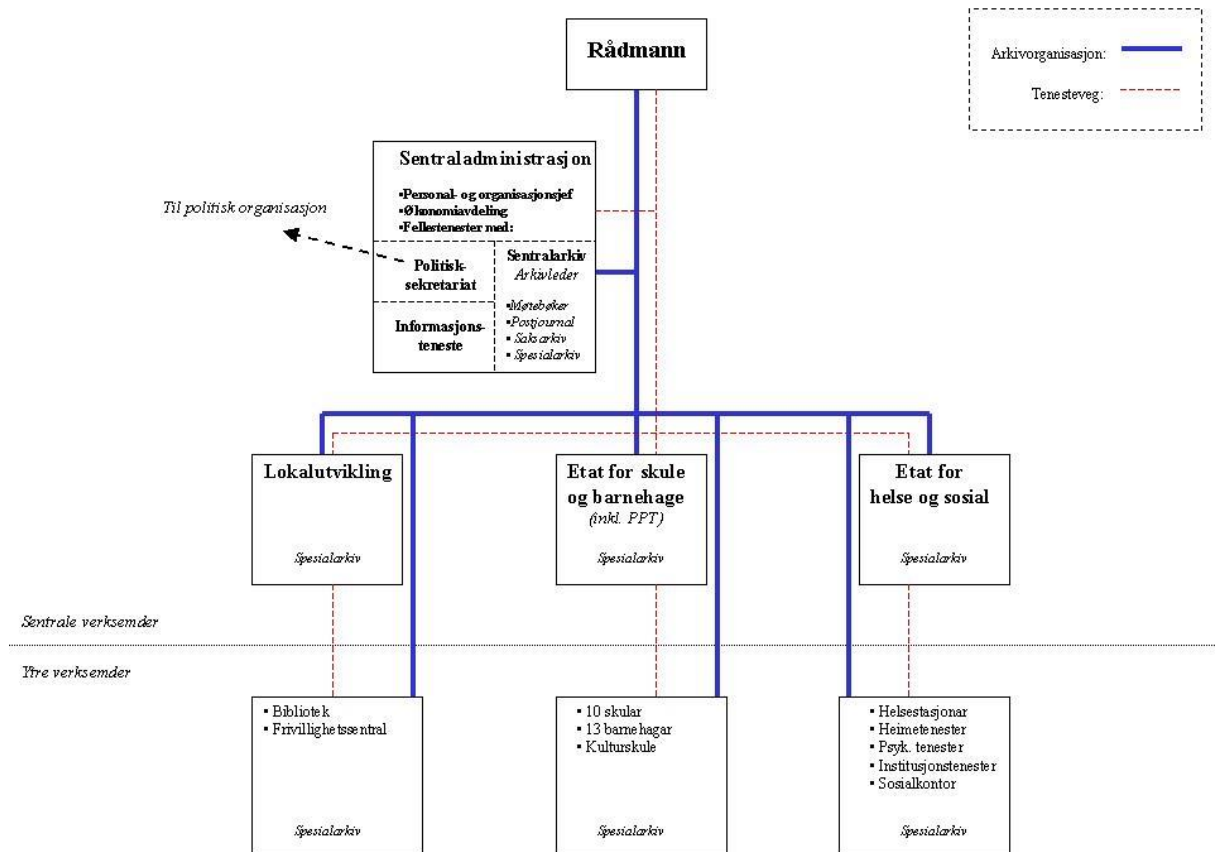 Rådmann
Arkivorganisasjon:
Tenesteveg:
Sentraladministrasjon
▪Personal- og organisasjonsjef
▪Økonomiavdeling
▪Fellestenester med:
Til politisk organisasjon
Politisk-
sekretariat
Informasjons-
teneste
Sentralarkiv
Arkivleder
▪Møtebøker
▪Postjournal
▪ Saksarkiv
▪ Spesialarkiv
Lokalutvikling
Spesialarkiv
Etat for skule
og barnehage
(inkl. PPT)
Spesialarkiv
Etat for
helse og sosial
Spesialarkiv
Sentrale verksemder
Ytre verksemder
▪ Bibliotek
▪ Frivillighetssentral
Spesialarkiv
▪ 10 skular
▪ 13 barnehagar
▪ Kulturskule
Spesialarkiv
▪ Helsestasjonar
▪ Heimetenester
▪ Psyk. tenester
▪ Institusjonstenester
▪ Sosialkontor
Spesialarkiv